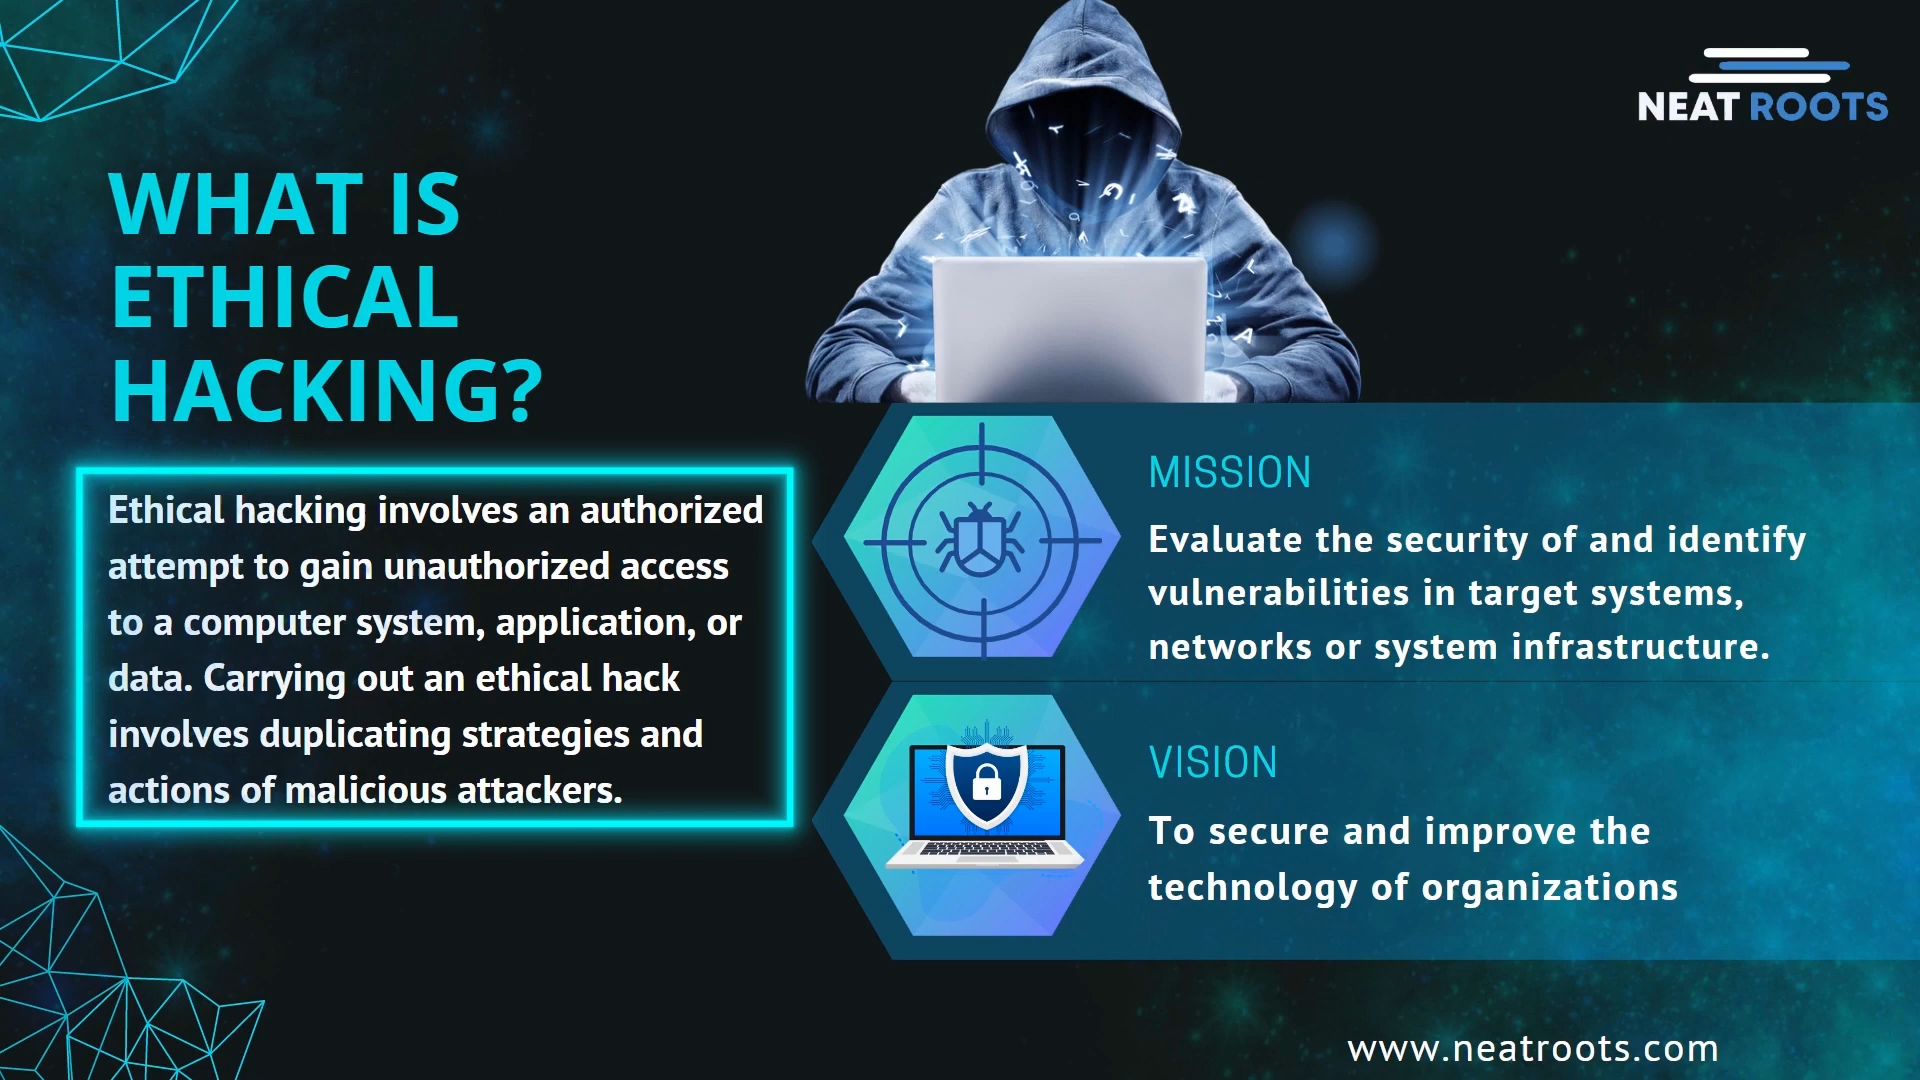 NEAT ROOTS
WHAT IS
ETHICAL
HACKING?
Ethical hacking involves an authorized
attempt to gain unauthorized access
to a computer system, application, or
data. Carrying out an ethical hack
involves duplicating strategies and
actions of malicious attackers.
MISSION
Evaluate the security of and identify
vulnerabilities in target systems,
networks or system infrastructure.
VISION
To secure and improve the
technology of organizations
www.neatroots.com